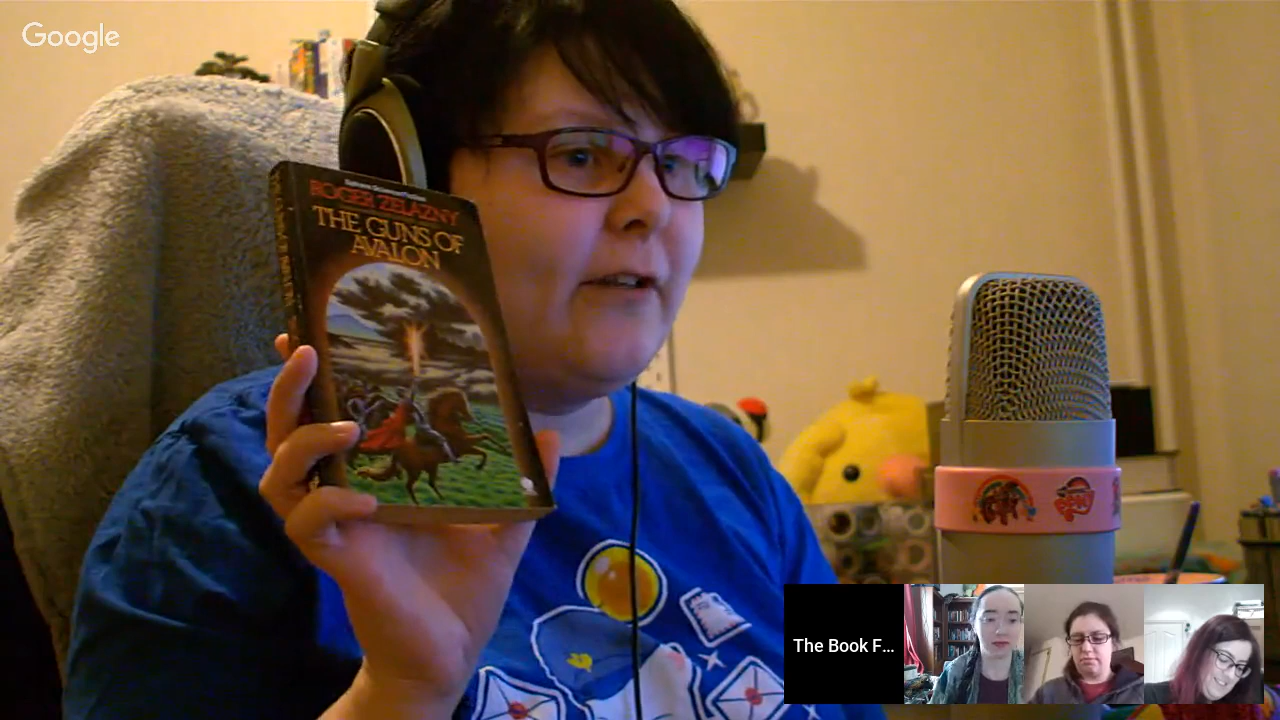 Google
ROGER ZELAZNY
THE GUNS OF
AVALON
The Book F...